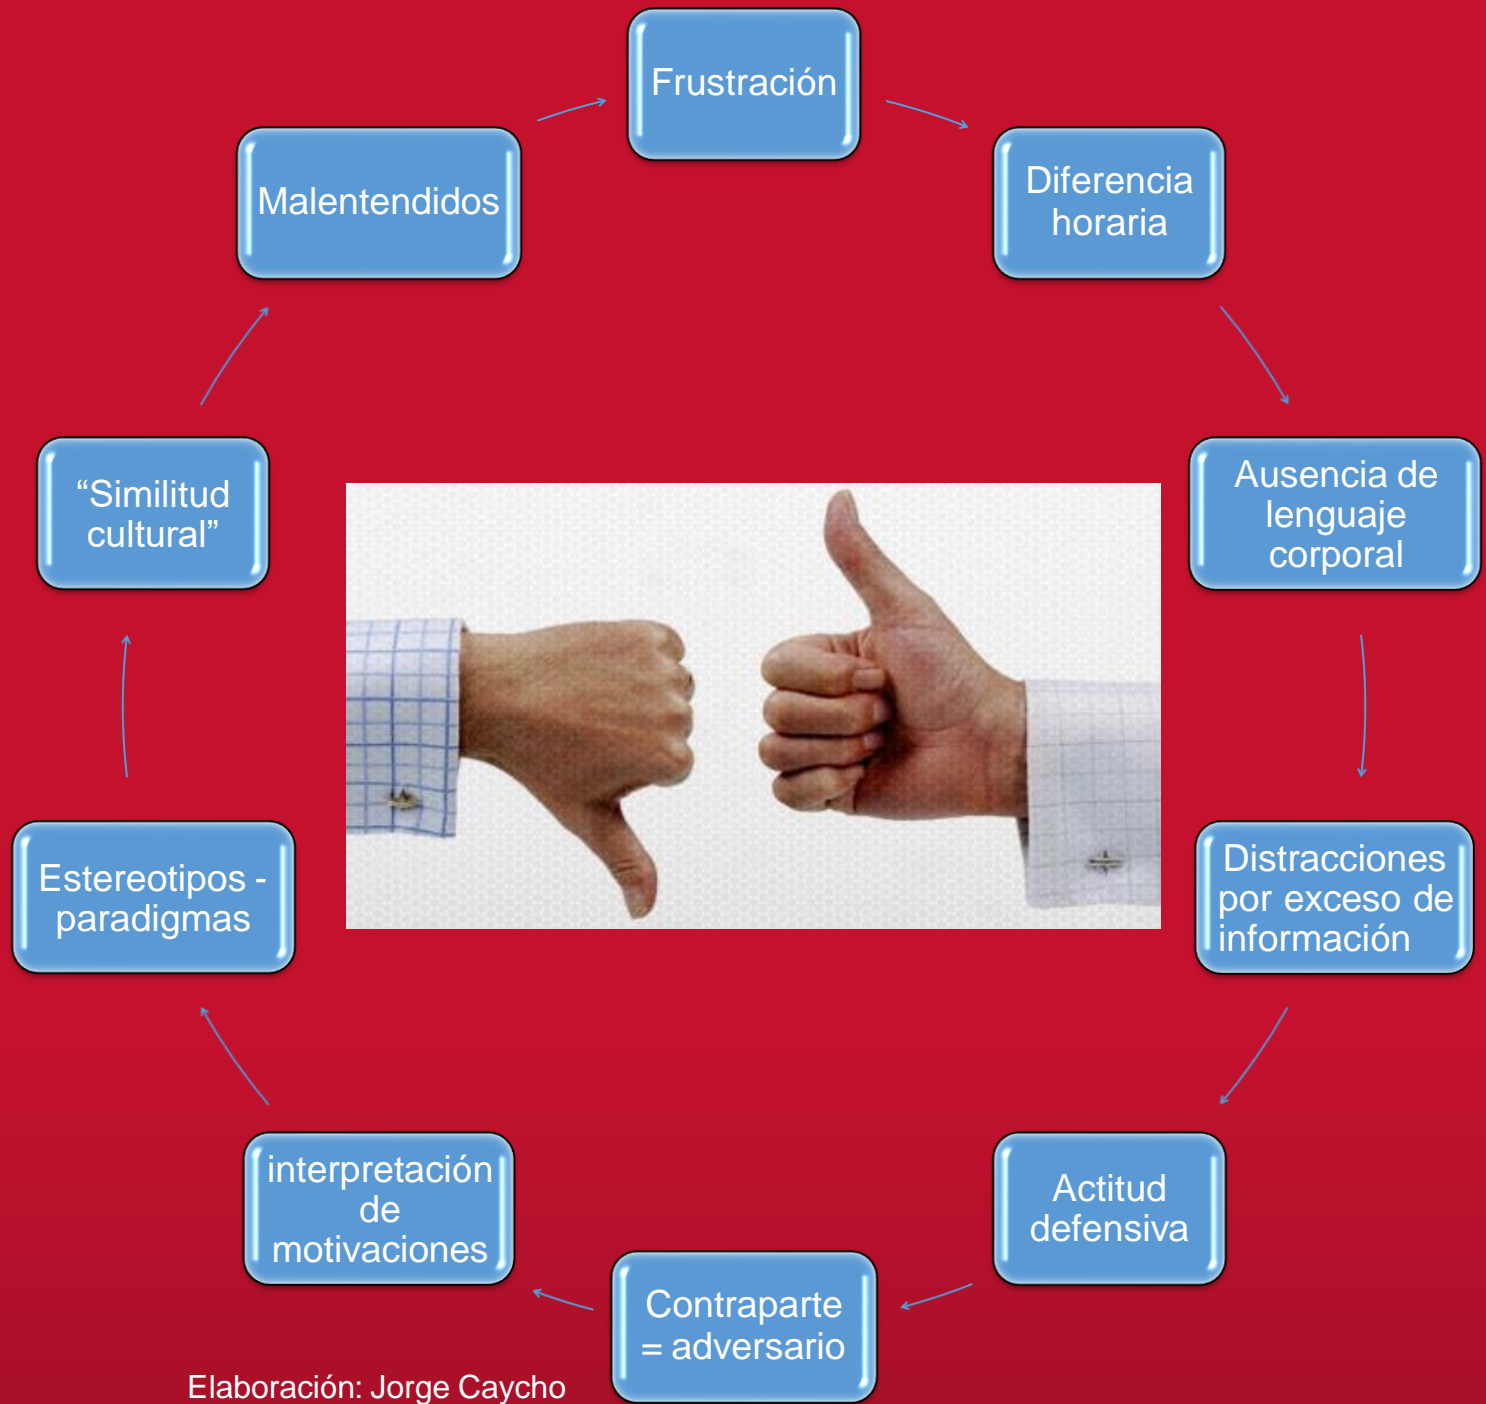 Frustración
Diferencia
horaria
Ausencia de
lenguaje
corporal
Distracciones
por exceso de
información
Actitud
defensiva
Contraparte
= adversario
interpretación
de
motivaciones
Estereotipos -
paradigmas
“Similitud
cultural”
Malentendidos
Elaboración: Jorge Caycho